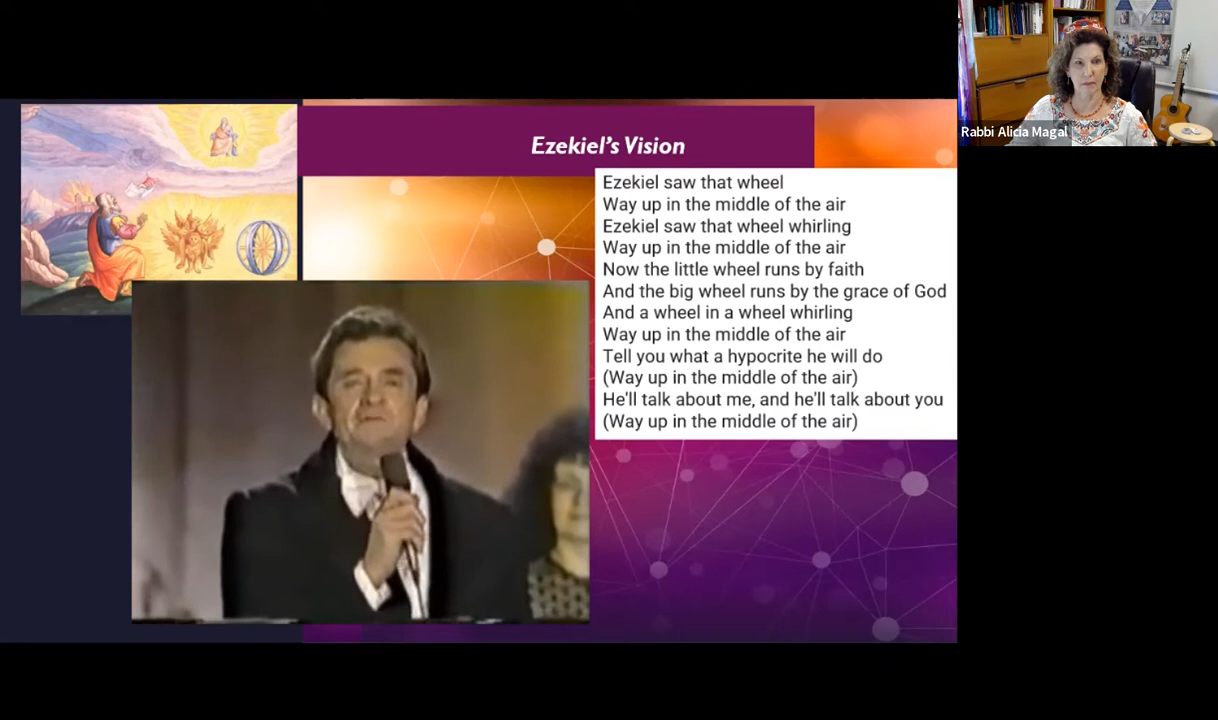 Ezekiel's Vision
Ezekiel saw that wheel
Way up in the middle of the air
Ezekiel saw that wheel whirling
Way up in the middle of the air
Now the little wheel runs by faith
And the big wheel runs by the grace of God
And a wheel in a wheel whirling
Way up in the middle of the air
Tell you what a hypocrite he will do
(Way up in the middle of the air)
He'll talk about me, and he'll talk about you
(Way up in the middle of the air)
Rabbi Alicia Magal